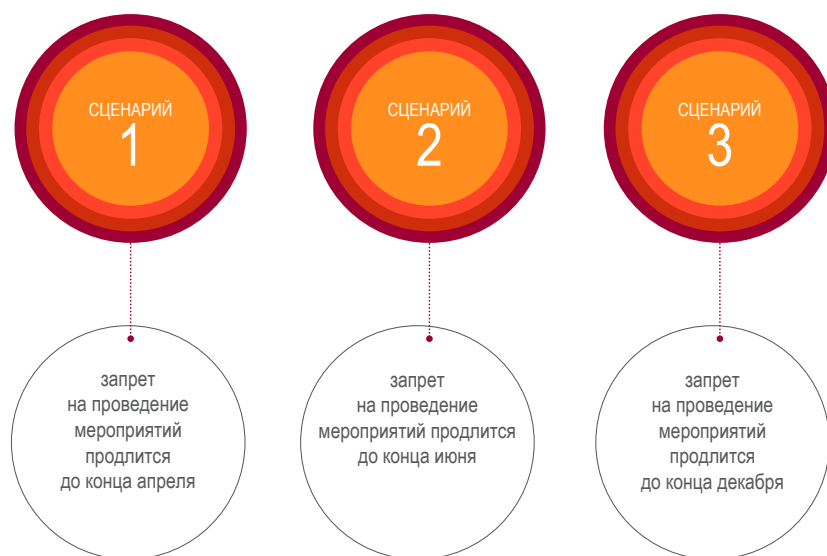 СЦЕНАРИЙ
1
запрет
на проведение
мероприятий
продлится
до конца апреля
СЦЕНАРИЙ
2
запрет
на проведение
мероприятий продлится
до конца июня
СЦЕНАРИЙ
3
запрет
на проведение
мероприятий
продлится
до конца декабря